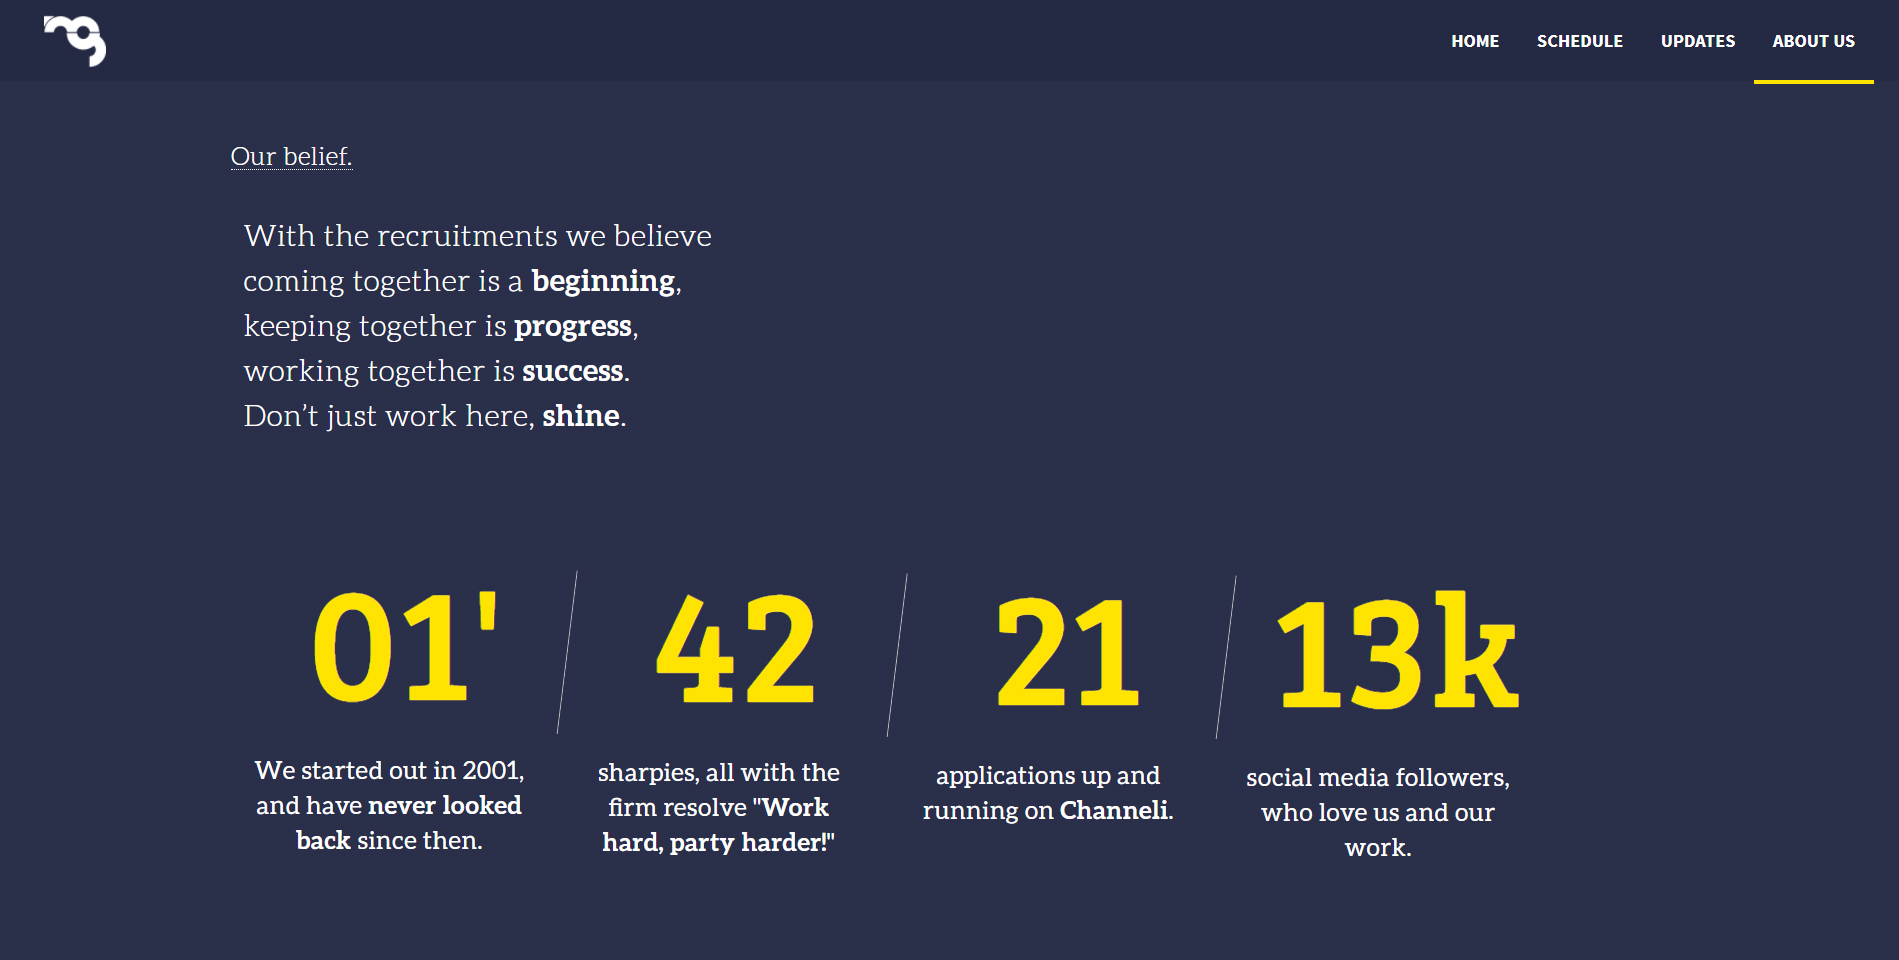 HOME SCHEDULE UPDATES ABOUT US
Our belief.
With the recruitments we believe
coming together is a beginning,
keeping together is progress,
working together is success.
Don’t just work here, shine.
01'
We started out in 2001,
and have never looked
back since then.
42
sharpies, all with the
firm resolve "Work
hard, party harder!"
21
applications up and
running on Channeli.
13k
social media followers,
who love us and our
work.